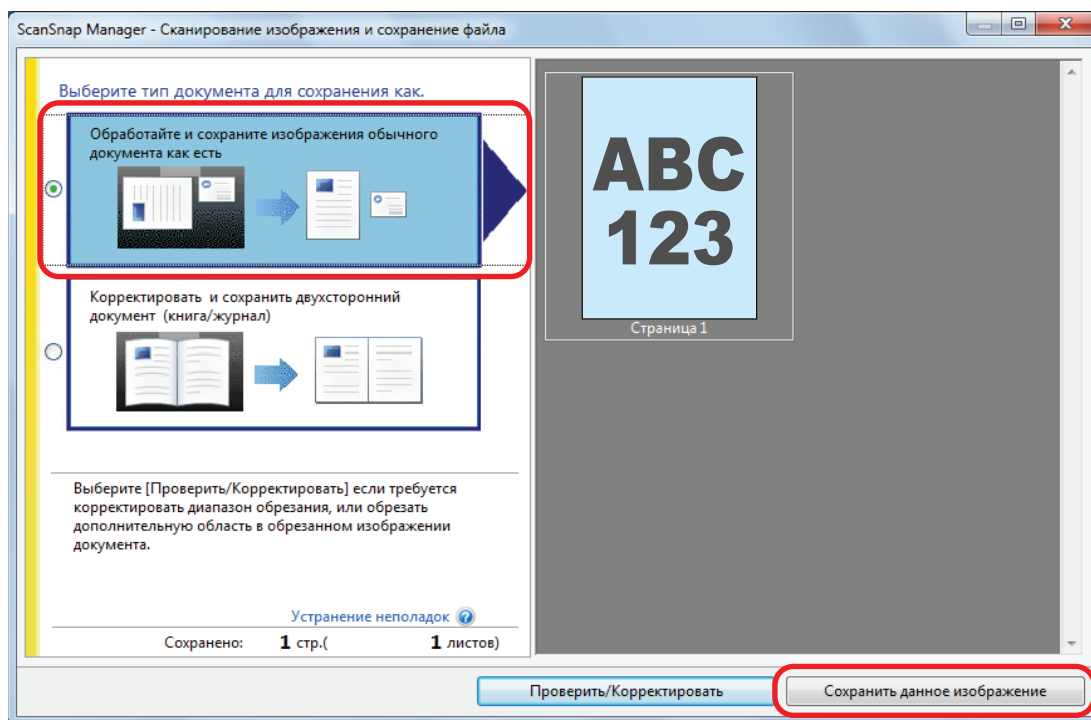 ScanSnap Manager - Сканирование изображения и сохранение файла
Выберите тип документа для сохранения как.
Обработайте и сохраните изображения обычного
документа как есть
Корректировать и сохранить двухсторонний
документ (книга/журнал)
Выберите [Проверить/Корректировать] если требуется
корректировать диапазон обрезания, или обрезать
дополнительную область в обрезанном изображении
документа.
Устранение неполадок
Сохранено: 1 стр.( 1 листов)
ABC
123
Страница 1
Проверить/Корректировать
Сохранить данное изображение